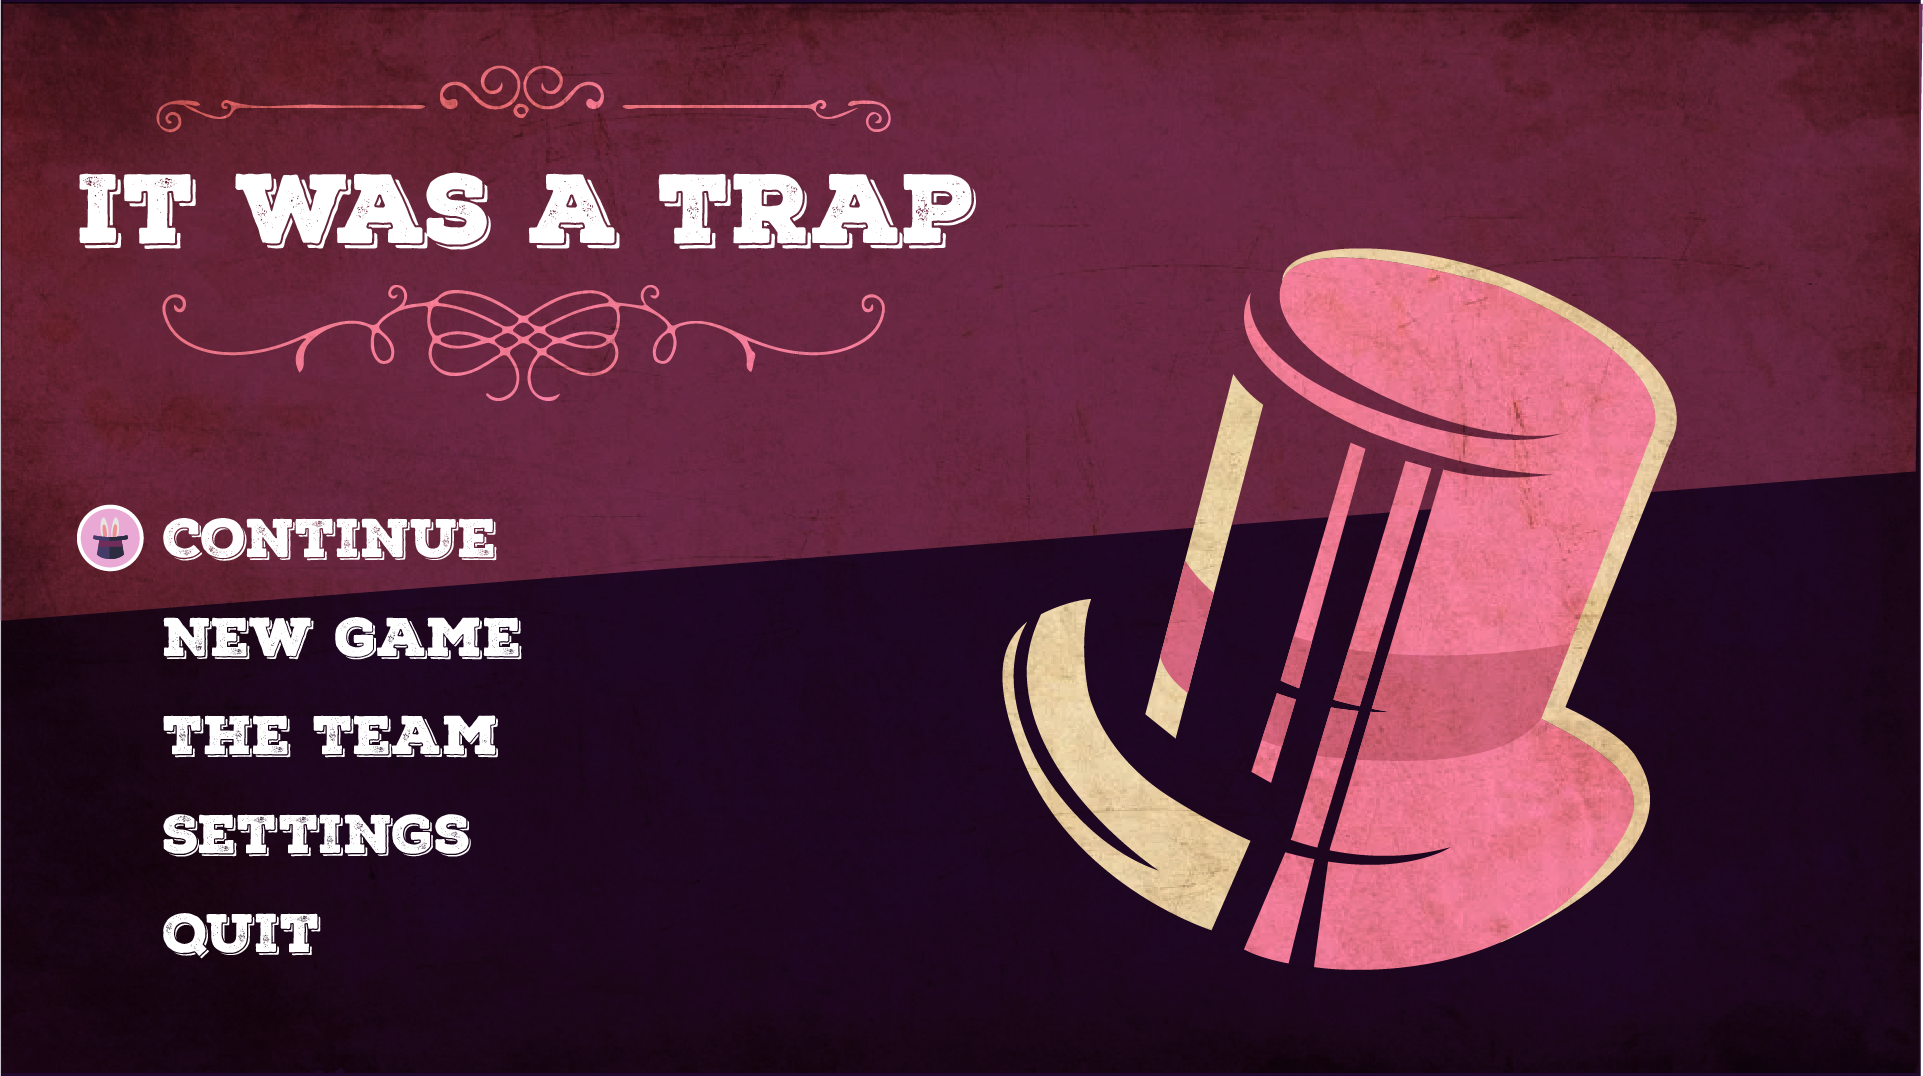 IT WAS A TRAP
CONTINUE
NEW GAME
THE TEAM
SETTINGS
QUIT